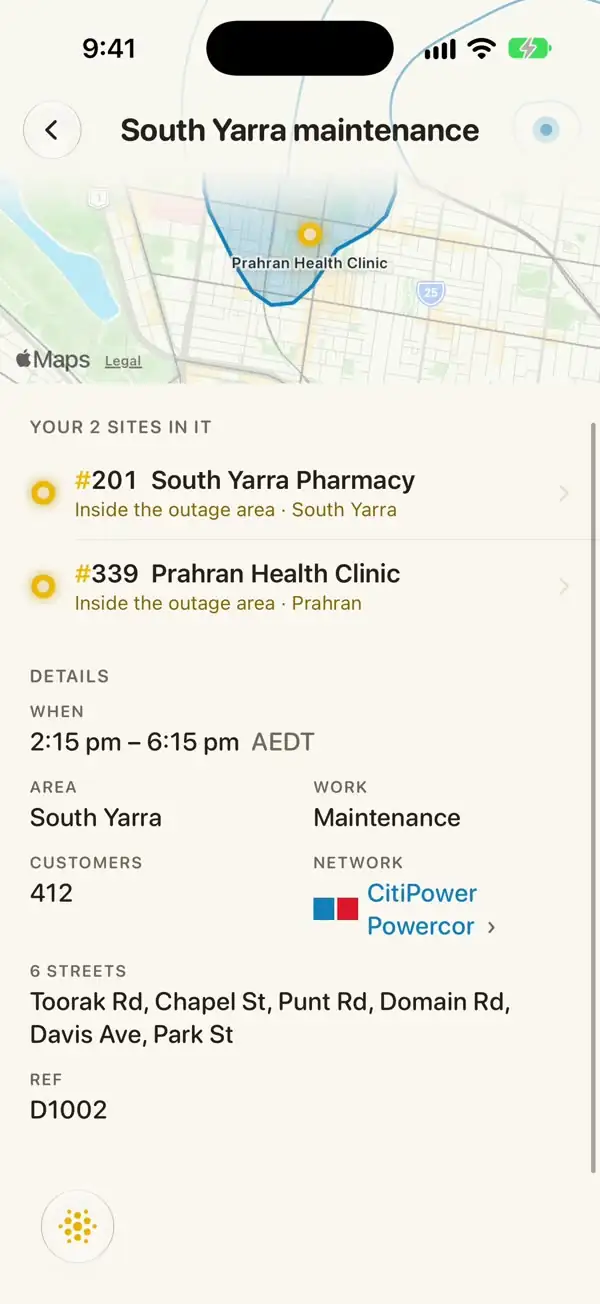 9:41
South Yarra maintenance
1
Prahran Health Clinic
25
Maps Legal
YOUR 2 SITES IN IT
#201 South Yarra Pharmacy
Inside the outage area · South Yarra
#339 Prahran Health Clinic
Inside the outage area · Prahran
DETAILS
WHEN
2:15 pm – 6:15 pm AEDT
AREA
South Yarra
WORK
Maintenance
CUSTOMERS
412
NETWORK
CitiPower
Powercor ›
6 STREETS
Toorak Rd, Chapel St, Punt Rd, Domain Rd,
Davis Ave, Park St
REF
D1002